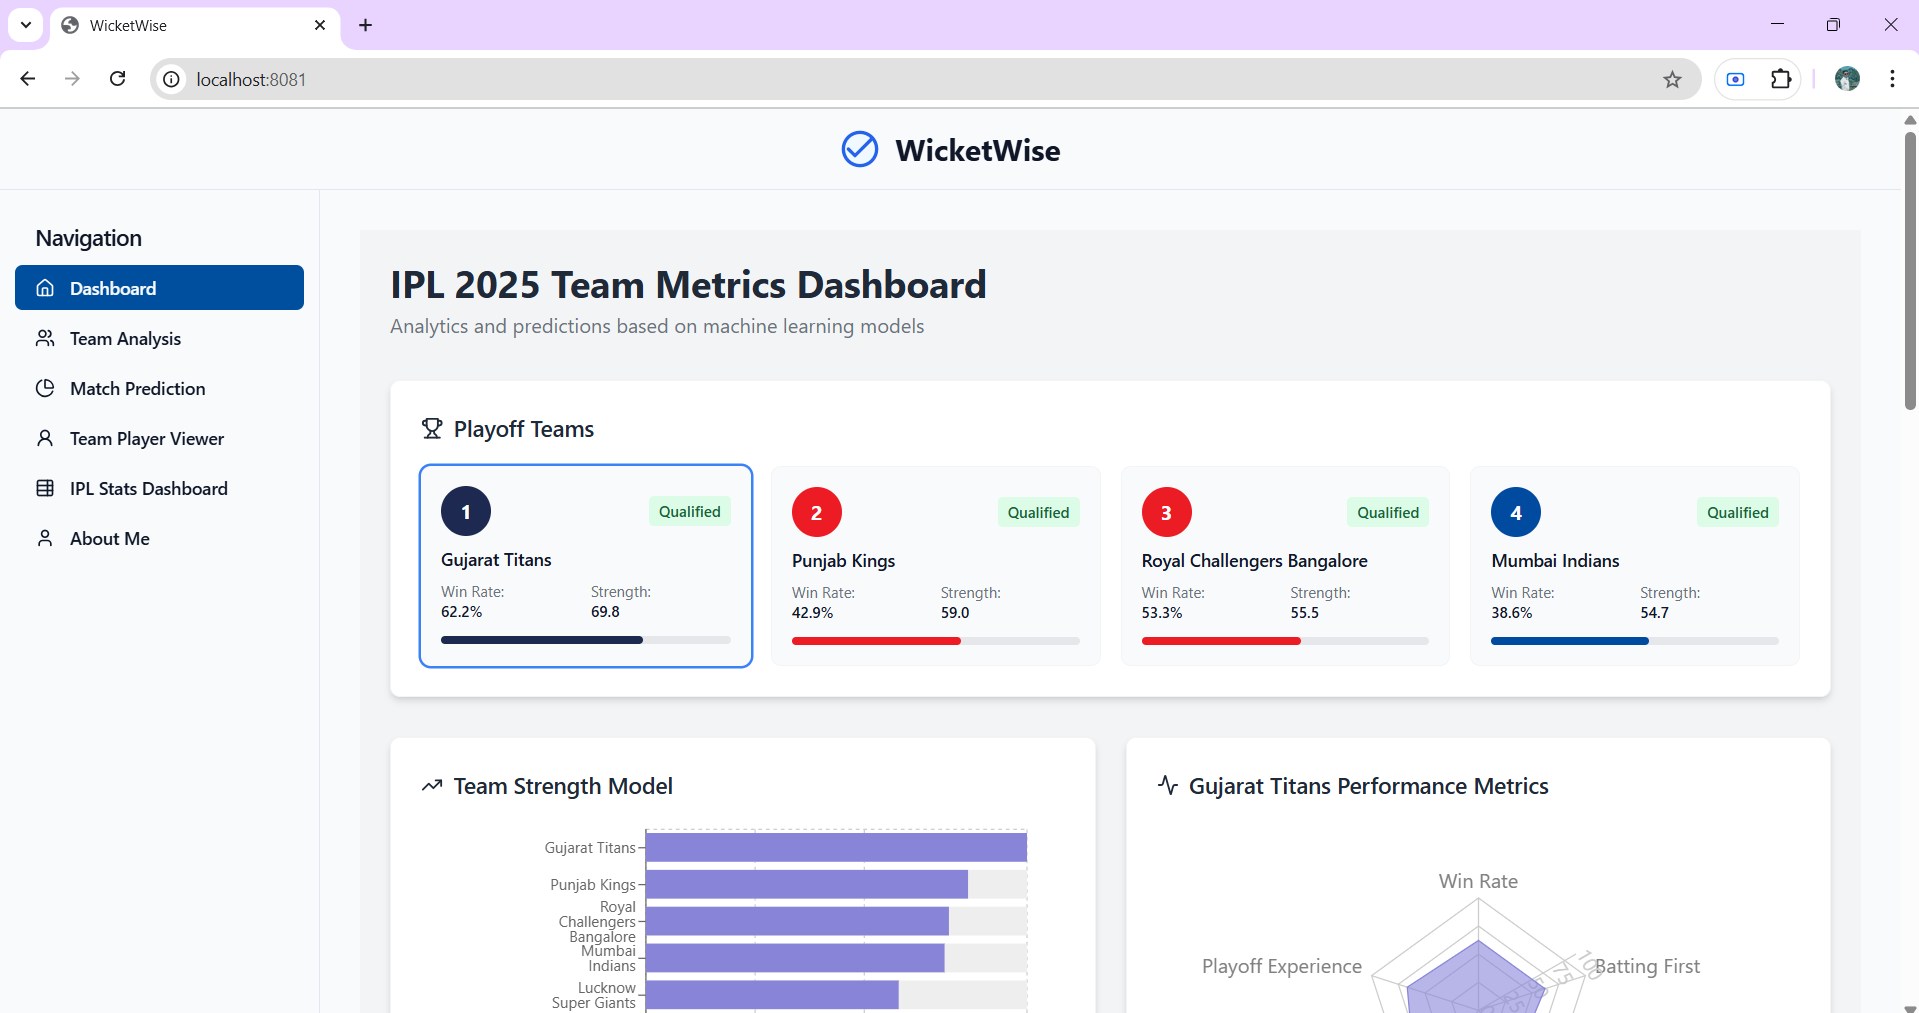 WicketWise
localhost:8081
WicketWise
Navigation
Dashboard
Team Analysis
Match Prediction
Team Player Viewer
IPL Stats Dashboard
About Me
IPL 2025 Team Metrics Dashboard
Analytics and predictions based on machine learning models
Playoff Teams
1
Qualified
Gujarat Titans
Win Rate:
Strength:
62.2%
69.8
2
Qualified
Punjab Kings
Win Rate:
Strength:
42.9%
59.0
3
Qualified
Royal Challengers Bangalore
Win Rate:
Strength:
53.3%
55.5
4
Qualified
Mumbai Indians
Win Rate:
Strength:
38.6%
54.7
Team Strength Model
Gujarat Titans
Punjab Kings
Royal
Challengers
Bangalore
Mumbai
Indians
Lucknow
Super Giants
Gujarat Titans Performance Metrics
Win Rate
Playoff Experience
Batting First
100
75
50
25
0